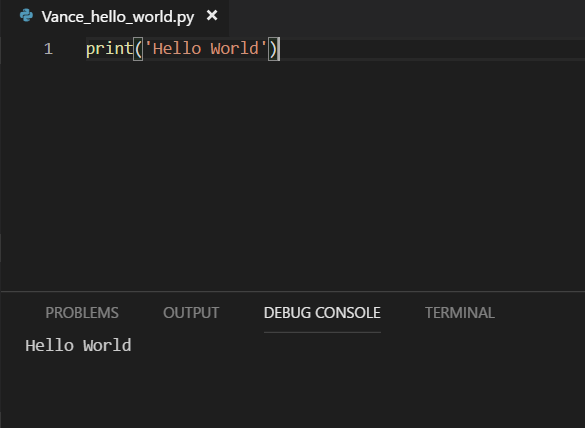 Vance_hello_world.py ×
1 print('Hello World')
PROBLEMS OUTPUT DEBUG CONSOLE TERMINAL
Hello World